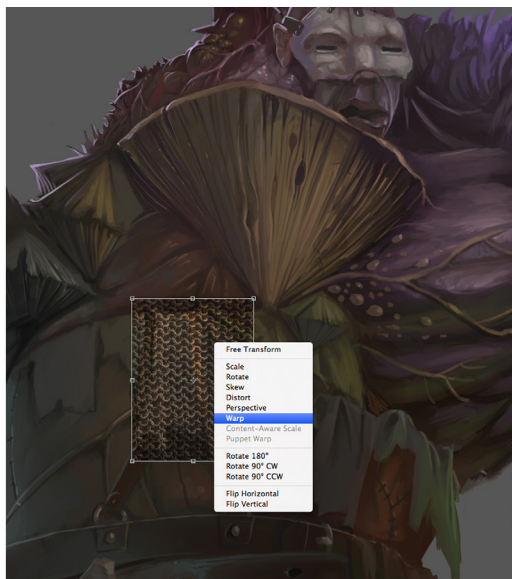 Free Transform
Scale
Rotate
Skew
Distort
Perspective
Warp
Content-Aware Scale
Puppet Warp
Rotate 180°
Rotate 90° CW
Rotate 90° CCW
Flip Horizontal
Flip Vertical